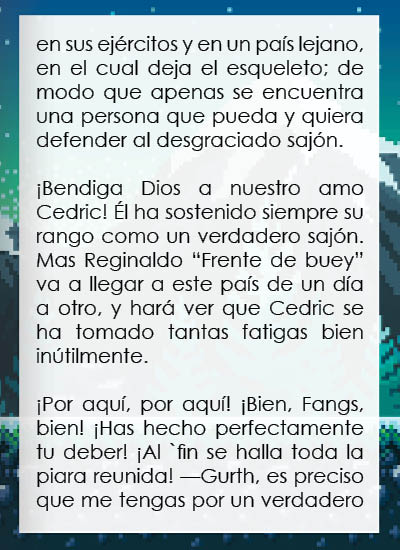 en sus ejércitos y en un país lejano,
en el cual deja el esqueleto; de
modo que apenas se encuentra
una persona que pueda y quiera
defender al desgraciado sajón.
¡Bendiga Dios a nuestro amo
Cedric! Él ha sostenido siempre su
rango como un verdadero sajón.
Mas Reginaldo “Frente de buey”
va a llegar a este país de un día
a otro, y hará ver que Cedric se
ha tomado tantas fatigas bien
inútilmente.
¡Por aquí, por aquí! ¡Bien, Fangs,
bien! ¡Has hecho perfectamente
tu deber! ¡Al `fin se halla toda la
piara reunida! —Gurth, es preciso
que me tengas por un verdadero